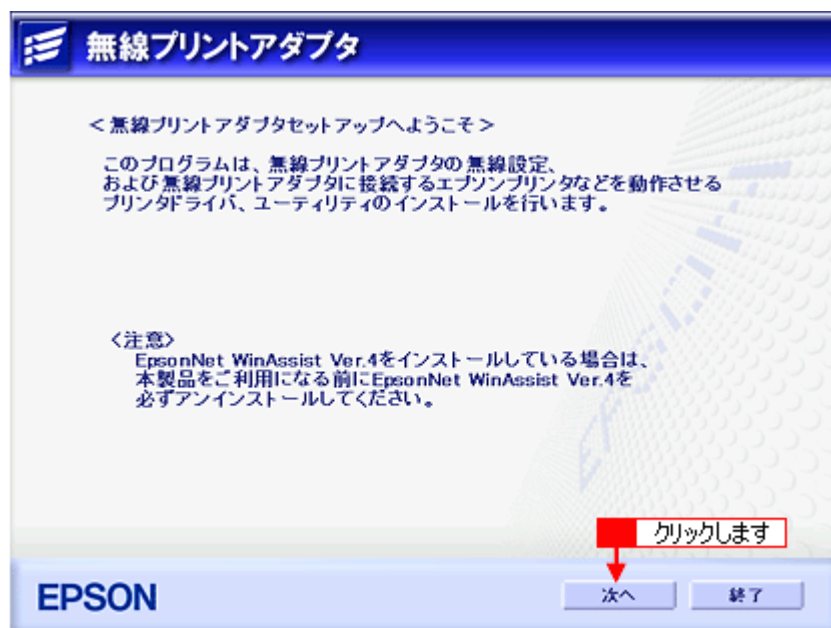 無線プリントアダプタ
＜無線プリントアダプタセットアップへようこそ＞
このプログラムは、無線プリントアダプタの無線設定、
および無線プリントアダプタに接続するエプソンプリンタなどを動作させる
プリンタドライバ、ユーティリティのインストールを行います。
〈注意〉
EpsonNet WinAssist Ver.4をインストールしている場合は、
本製品をご利用になる前にEpsonNet WinAssist Ver.4を
必ずアンインストールしてください。
クリックします
EPSON
次へ
終了